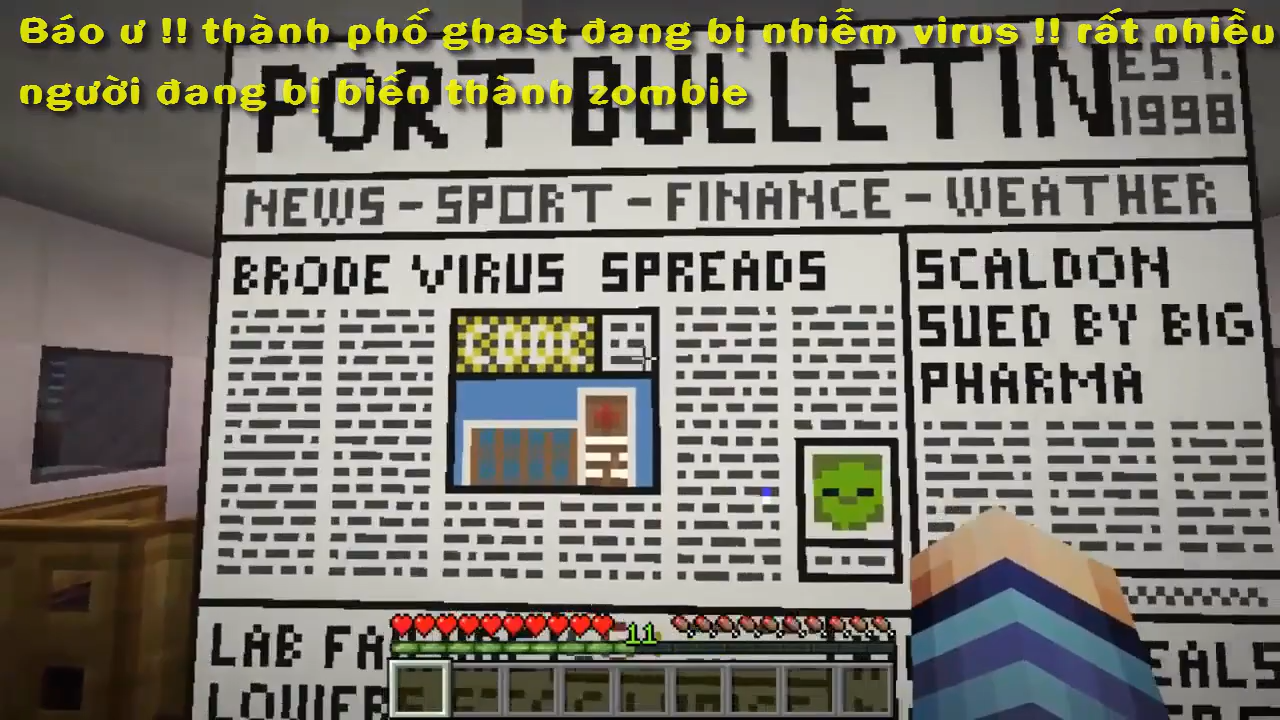 Báo ư !! thành phố ghast đang bị nhiễm virus !! rất nhiều
người đang bị biến thành zombie
PORT BULLETIN
EST.
1998
NEWS - SPORT - FINANCE - WEATHER
BRODE VIRUS SPREADS
SCALDON
SUED BY BIG
PHARMA
11
LAB
LOWERS